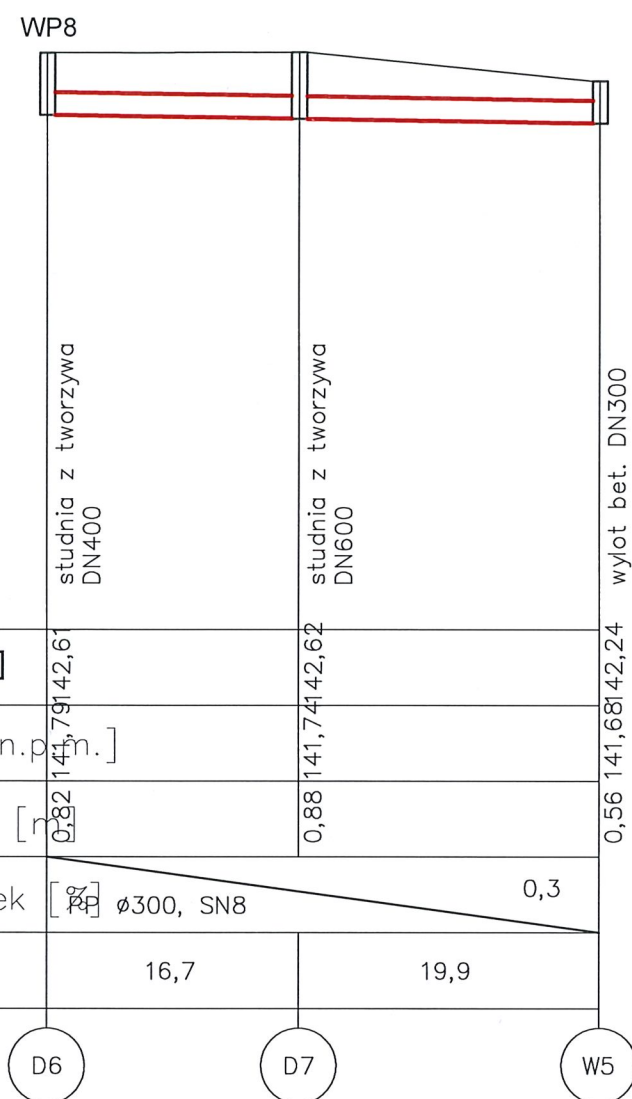 WP8
studnia z tworzywa
DN400
studnia z tworzywa
DN600
wylot bet. DN300
]
142,61
142,62
142,24
n.p.m.]
141,79
141,74
141,68
[m]
0,82
0,88
0,56
ek [%]
PP ø300, SN8
0,3
16,7
19,9
D6
D7
W5